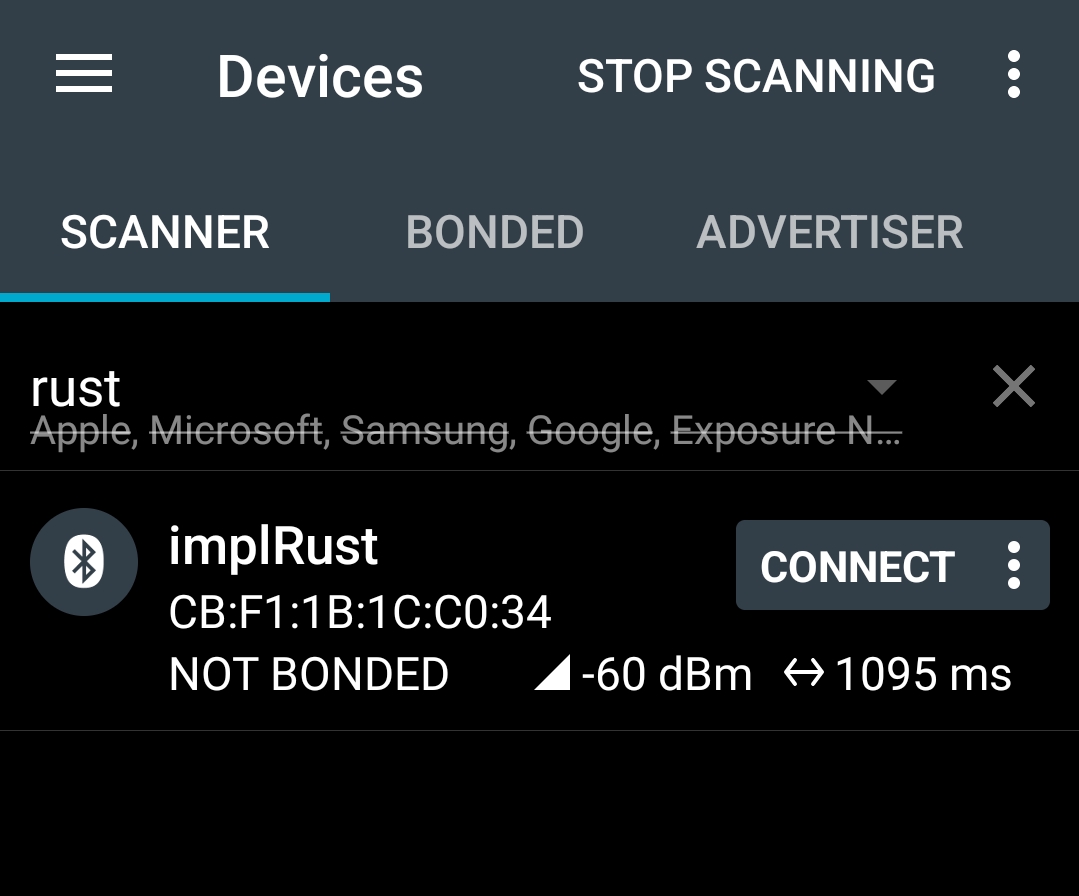 Devices STOP SCANNING
SCANNER BONDED ADVERTISER
rust
Apple, Microsoft, Samsung, Google, Exposure N...
implRust
CONNECT
CB:F1:1B:1C:C0:34
NOT BONDED -60 dBm 1095 ms